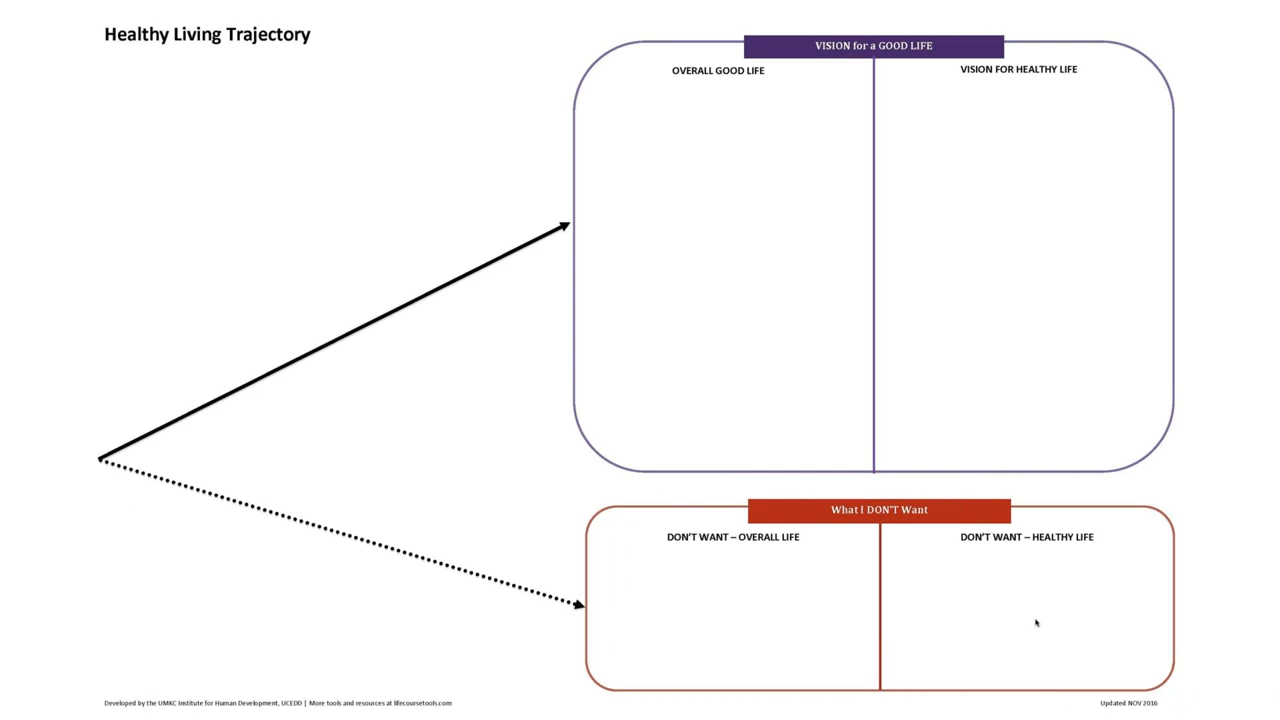 Healthy Living Trajectory
VISION for a GOOD LIFE
OVERALL GOOD LIFE
VISION FOR HEALTHY LIFE
What I DON'T Want
DON'T WANT – OVERALL LIFE
DON'T WANT – HEALTHY LIFE
Developed by the UMKC Institute for Human Development, UCEDD | More tools and resources at lifecoursetools.com
Updated NOV 2016